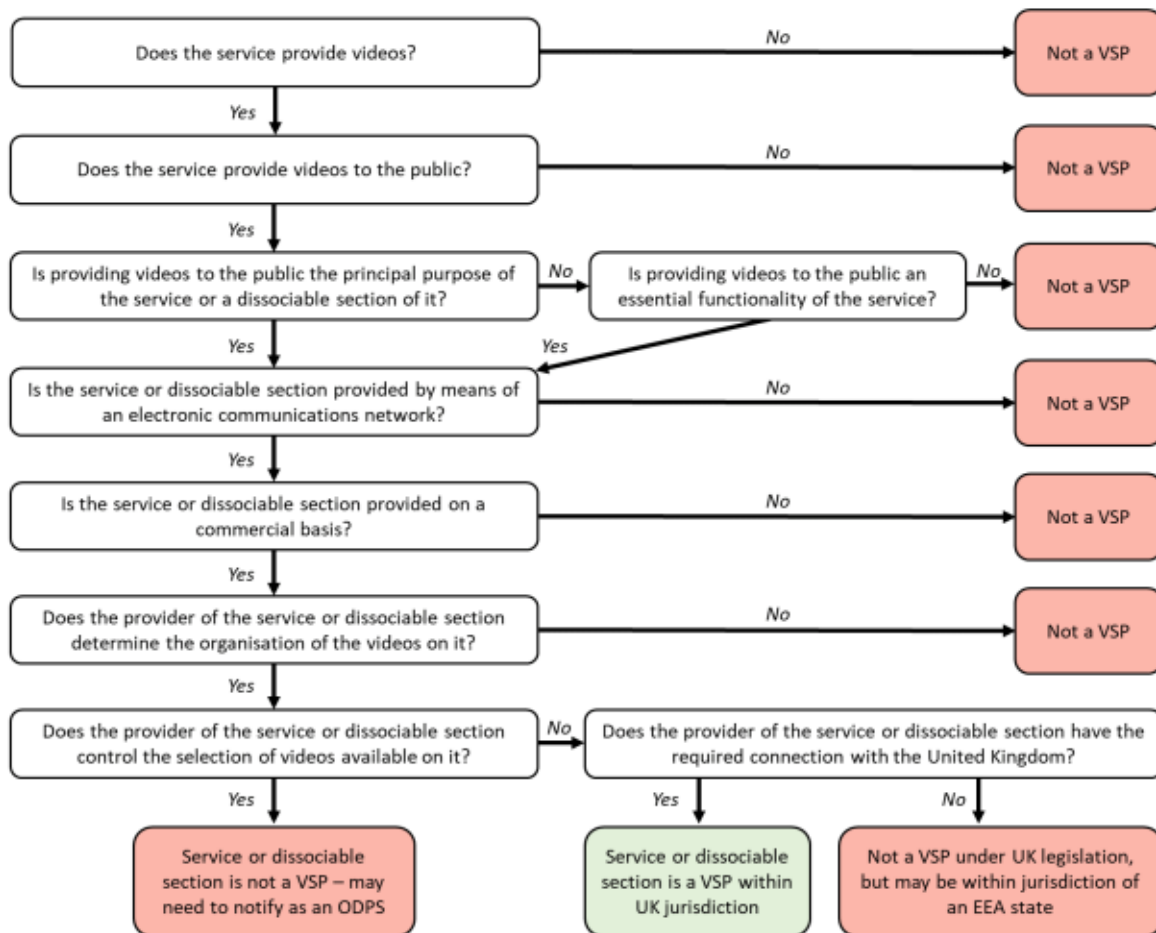 Does the service provide videos?
No
Not a VSP
Yes
Does the service provide videos to the public?
No
Not a VSP
Yes
Is providing videos to the public the principal purpose of
the service or a dissociable section of it?
No
Is providing videos to the public an
essential functionality of the service?
No
Not a VSP
Yes
Yes
Is the service or dissociable section provided by means of
an electronic communications network?
No
Not a VSP
Yes
Is the service or dissociable section provided on a
commercial basis?
No
Not a VSP
Yes
Does the provider of the service or dissociable section
determine the organisation of the videos on it?
No
Not a VSP
Yes
Does the provider of the service or dissociable section
control the selection of videos available on it?
No
Does the provider of the service or dissociable section have the
required connection with the United Kingdom?
Yes
Yes
No
Service or dissociable
section is not a VSP – may
need to notify as an ODPS
Service or dissociable
section is a VSP within
UK jurisdiction
Not a VSP under UK legislation,
but may be within jurisdiction of
an EEA state